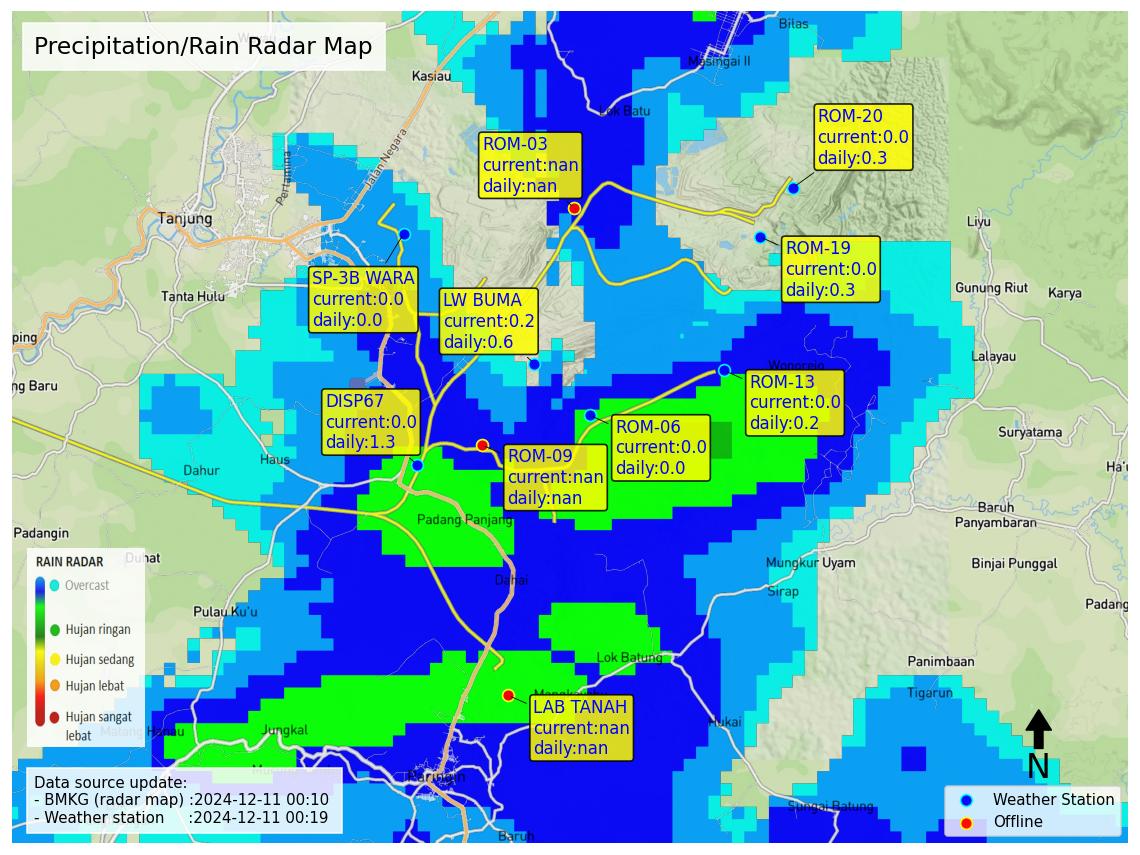 Precipitation/Rain Radar Map
Bilas
Masingai II
Kasiau
Lok Batu
ROM-20
current:0.0
daily:0.3
ROM-03
current:nan
daily:nan
Jalan Negara
Pertamina
Tanjung
Liyu
ROM-19
current:0.0
daily:0.3
SP-3B WARA
current:0.0
daily:0.0
Tanta Hulu
LW BUMA
current:0.2
daily:0.6
Gunung Riut
Karya
ping
Lalayau
ng Baru
ROM-13
current:0.0
daily:0.2
DISP67
current:0.0
daily:1.3
ROM-06
current:0.0
daily:0.0
Suryatama
Haus
Dahur
ROM-09
current:nan
daily:nan
Ha'u
Baruh
Panyambaran
Padang Panjang
Padangin
Duhat
Mungkur Uyam
Binjai Punggal
Dahai
Sirap
Padang
Pulau Ku'u
RAIN RADAR
Overcast
Hujan ringan
Hujan sedang
Hujan lebat
Hujan sangat
lebat
Lok Batung
Panimbaan
Tigarun
LAB TANAH
current:nan
daily:nan
Hukai
Jungkal
Matang Hanau
Paringin
N
Data source update:
- BMKG (radar map) :2024-12-11 00:10
- Weather station :2024-12-11 00:19
Sungai Batung
Baruh
Weather Station
Offline